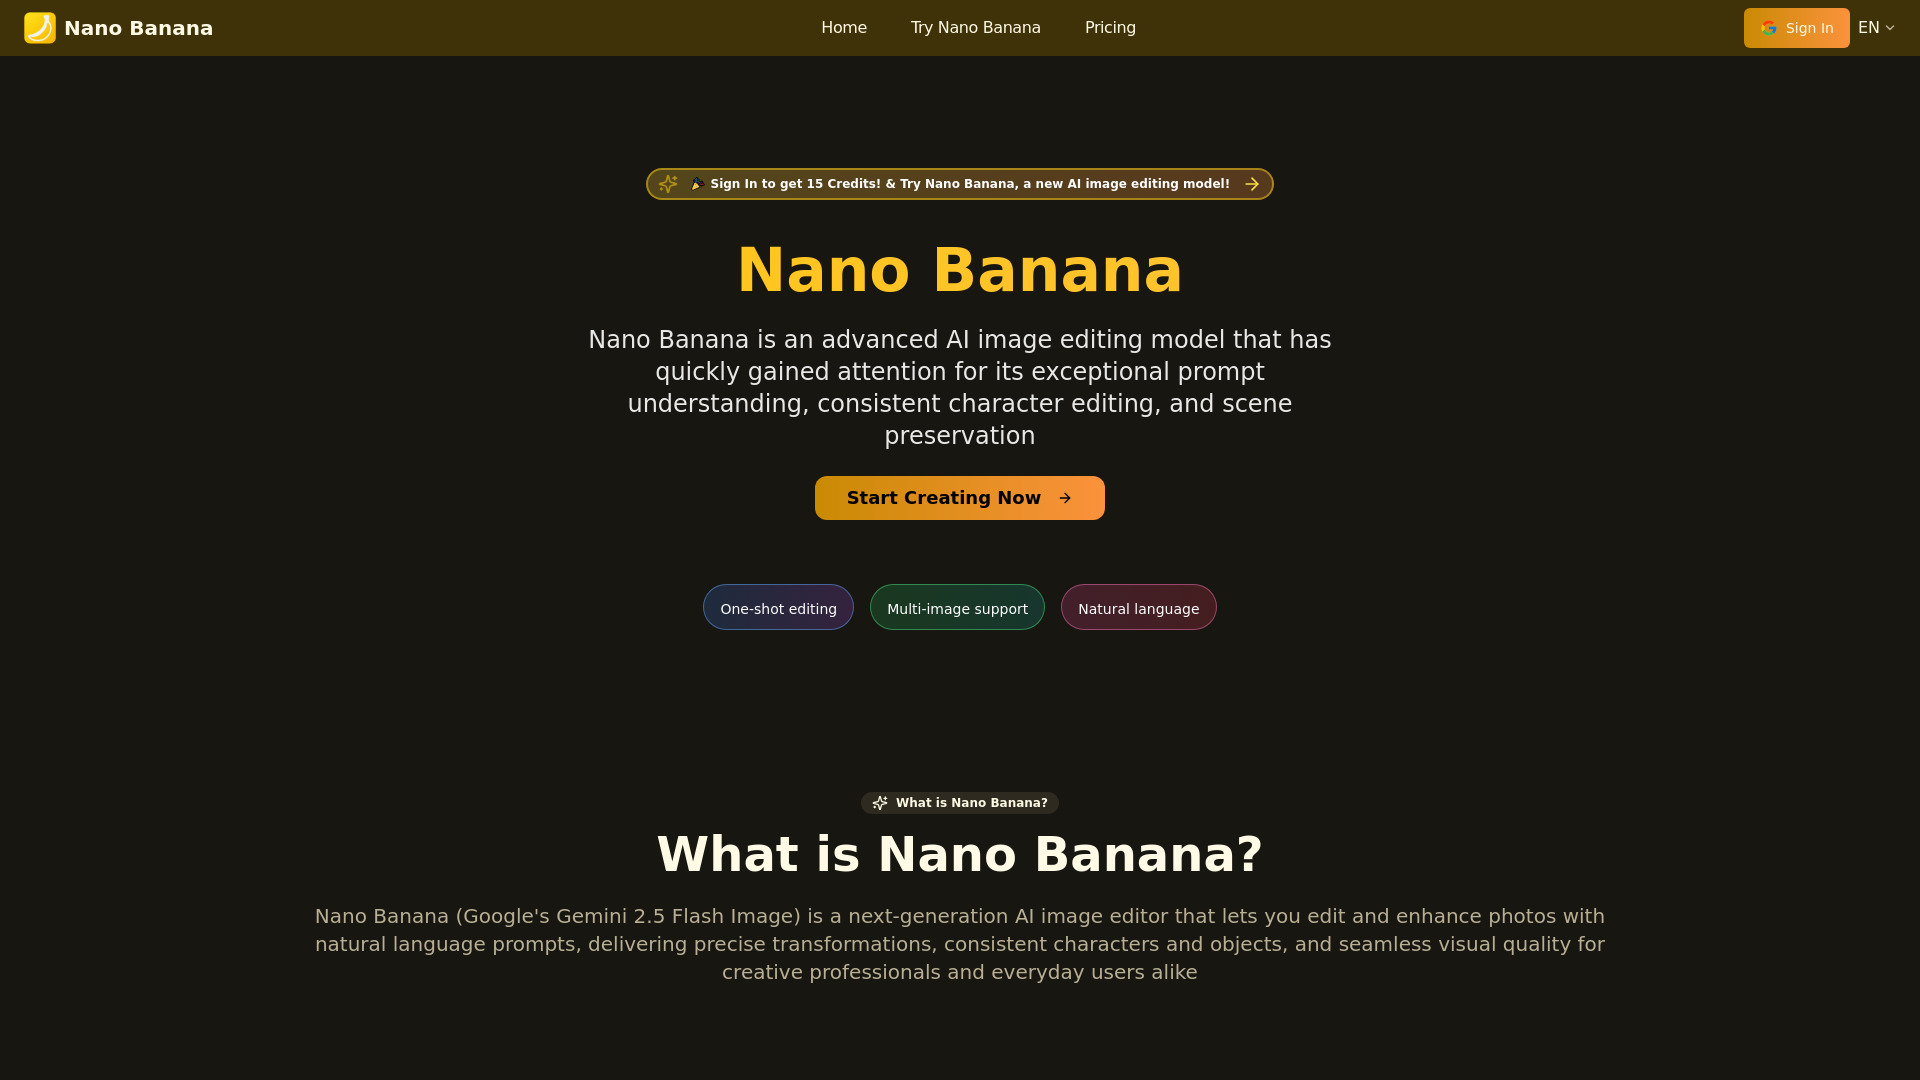 Nano Banana
Home
Try Nano Banana
Pricing
Sign In
EN
🎉 Sign In to get 15 Credits! & Try Nano Banana, a new AI image editing model!
Nano Banana
Nano Banana is an advanced AI image editing model that has
quickly gained attention for its exceptional prompt
understanding, consistent character editing, and scene
preservation
Start Creating Now
One-shot editing
Multi-image support
Natural language
What is Nano Banana?
What is Nano Banana?
Nano Banana (Google's Gemini 2.5 Flash Image) is a next-generation AI image editor that lets you edit and enhance photos with
natural language prompts, delivering precise transformations, consistent characters and objects, and seamless visual quality for
creative professionals and everyday users alike